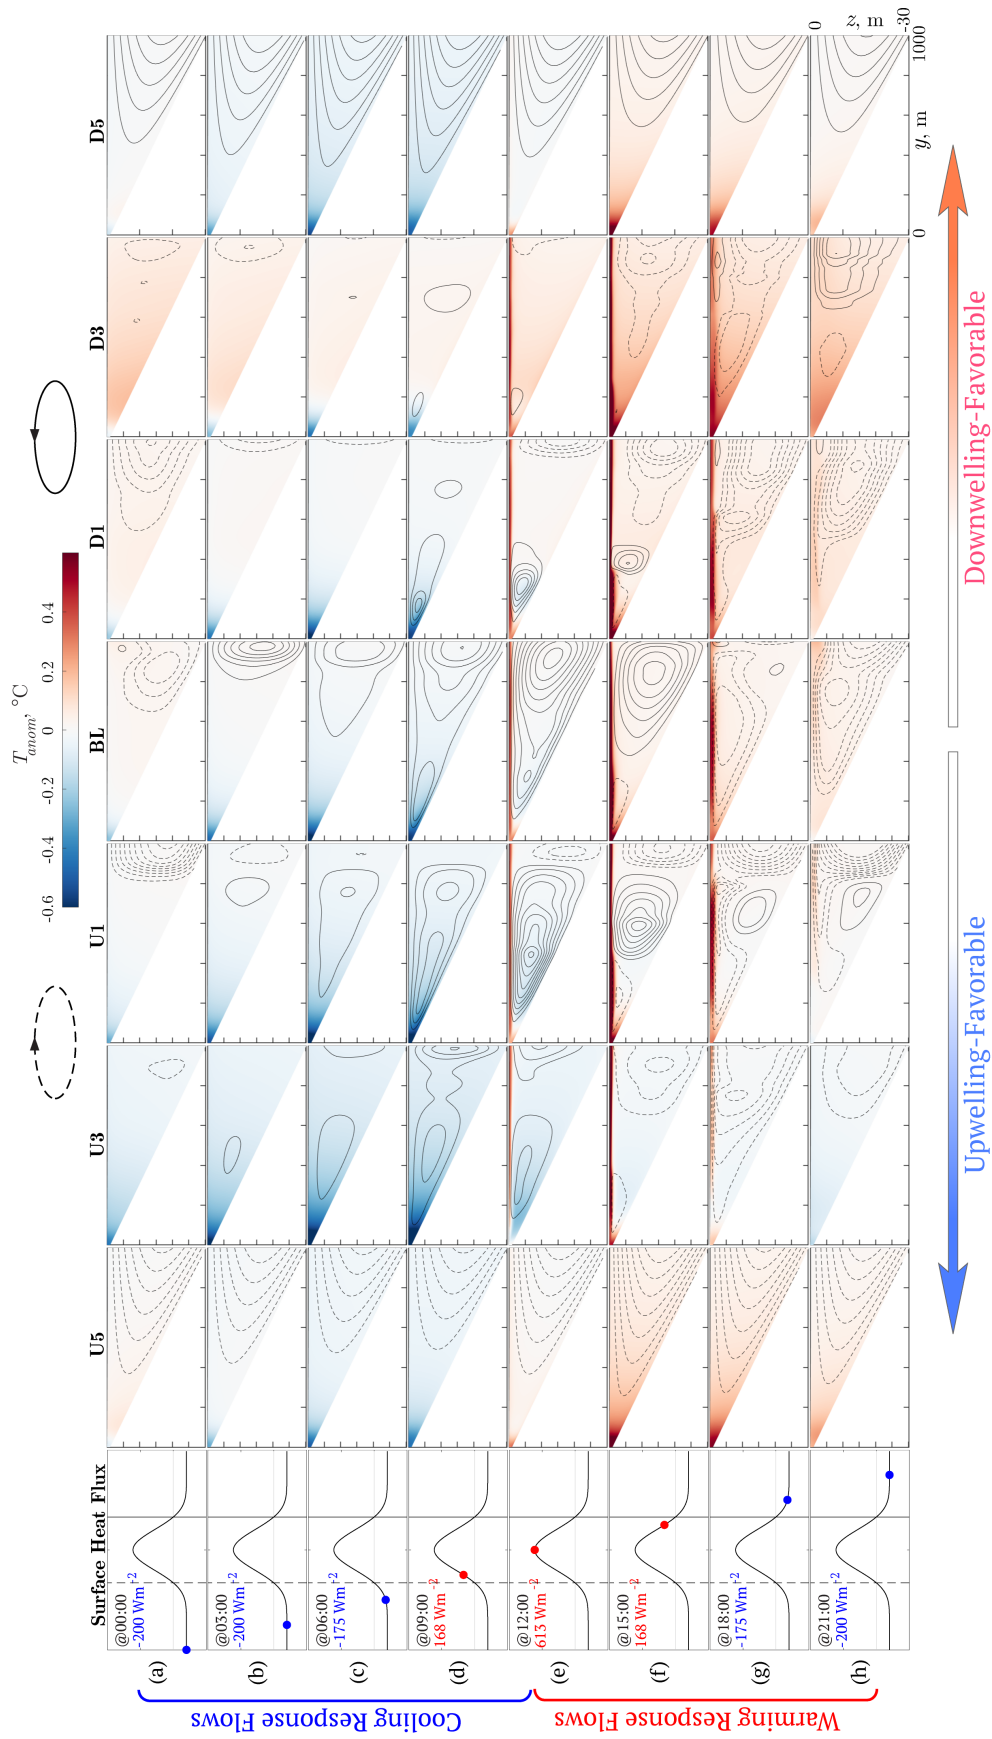 T_anom, °C
-0.6 -0.4 -0.2 0 0.2 0.4
Surface Heat Flux U5 U3 U1 BL D1 D3 D5
(a) @00:00
-200 Wm^-2
(b) @03:00
-200 Wm^-2
(c) @06:00
-175 Wm^-2
(d) @09:00
168 Wm^-2
(e) @12:00
613 Wm^-2
(f) @15:00
168 Wm^-2
(g) @18:00
-175 Wm^-2
(h) @21:00
-200 Wm^-2
Cooling Response Flows
Warming Response Flows
0 z, m -30
0 y, m 1000
Upwelling-Favorable Downwelling-Favorable